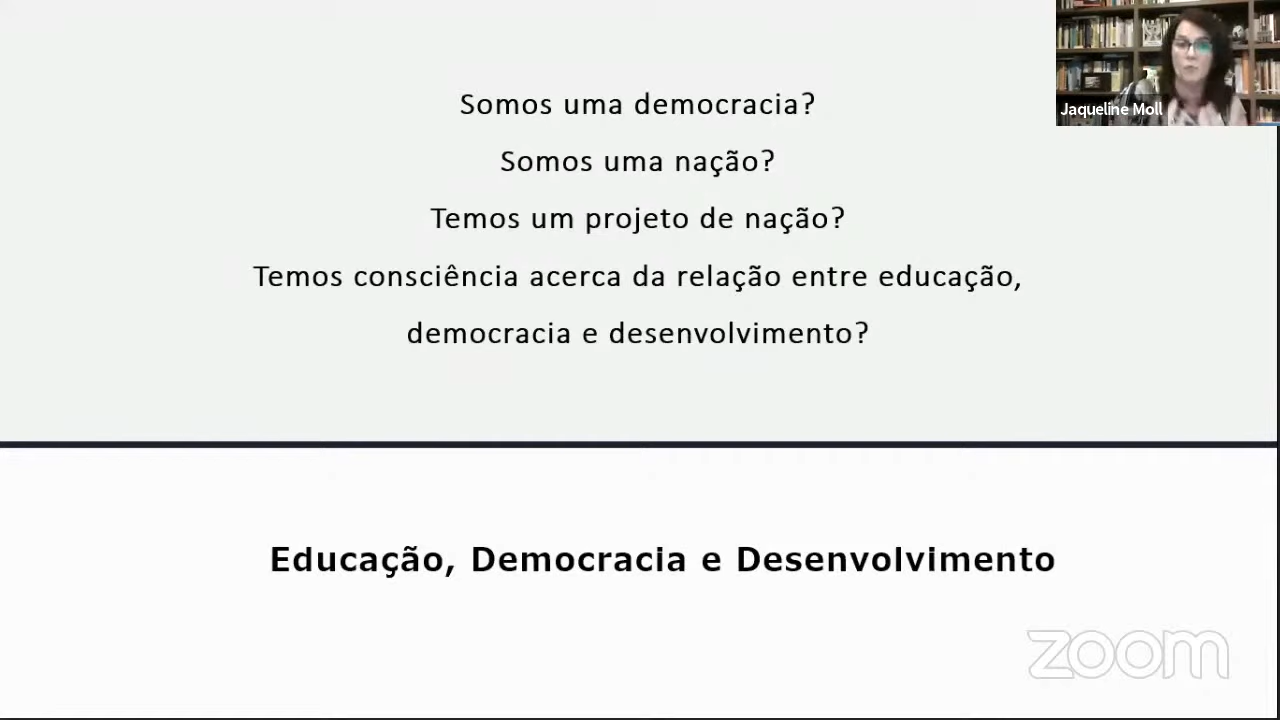 Somos uma democracia?
Somos uma nação?
Temos um projeto de nação?
Temos consciência acerca da relação entre educação,
democracia e desenvolvimento?
Jaqueline Moll
Educação, Democracia e Desenvolvimento
zoom